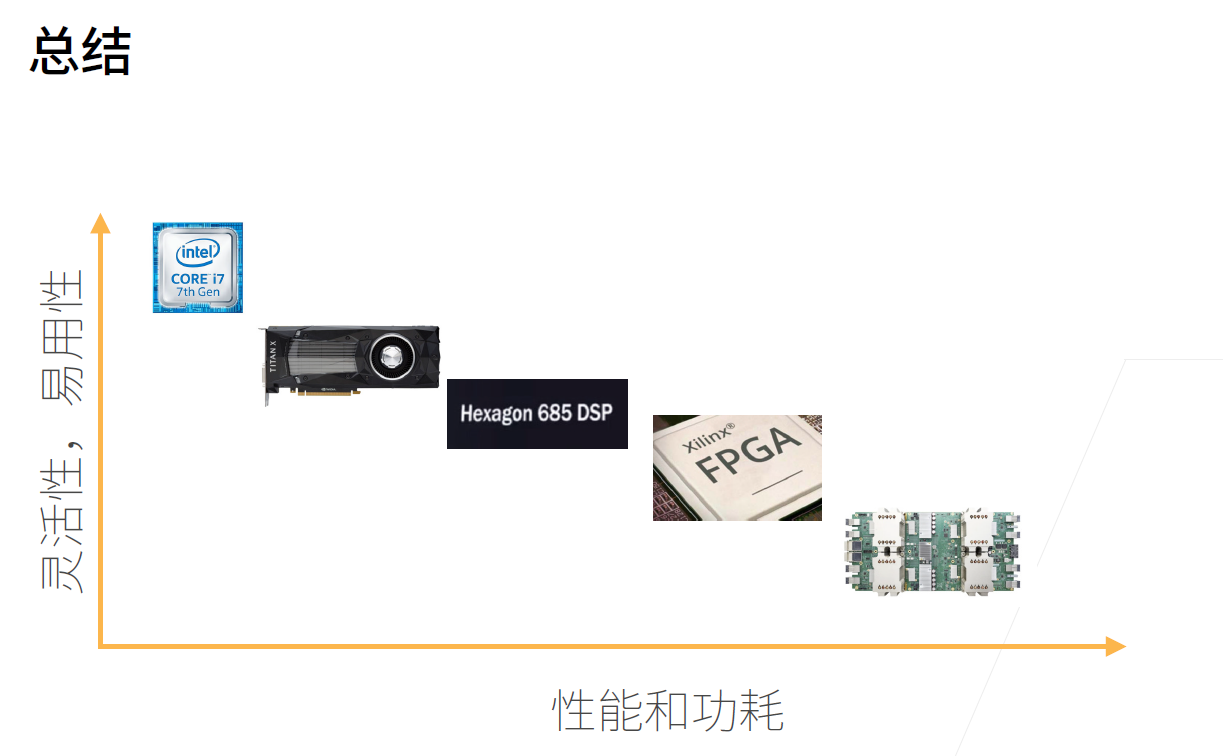 总结
灵活性，易用性
intel
CORE i7
7th Gen
TITAN X
Hexagon 685 DSP
Xilinx®
FPGA
性能和功耗